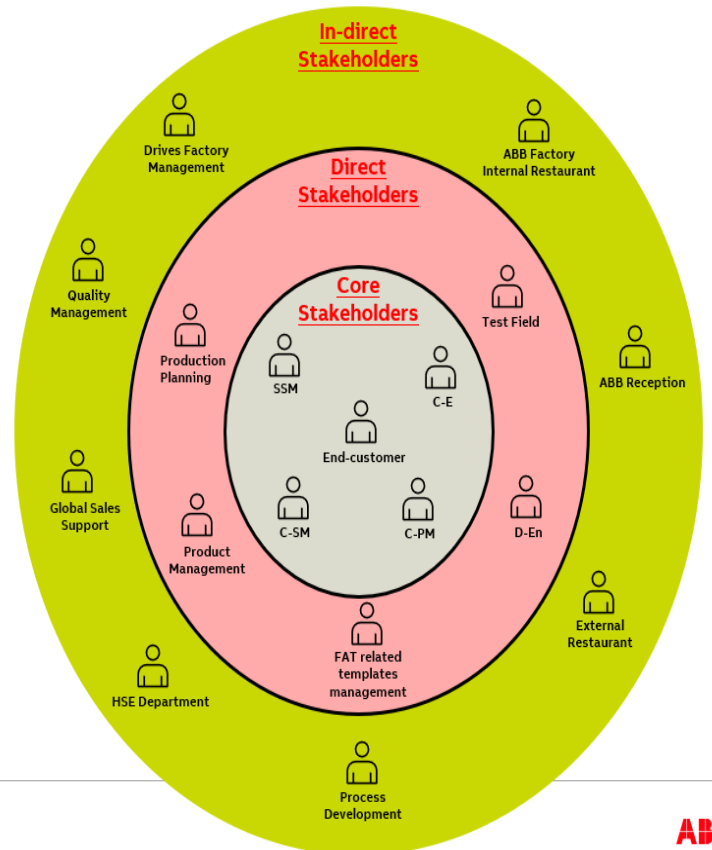 In-direct
Stakeholders
Drives Factory
Management
ABB Factory
Internal Restaurant
Direct
Stakeholders
Quality
Management
Core
Stakeholders
Test Field
Production
Planning
SSM
C-E
ABB Reception
End-customer
Global Sales
Support
C-SM
C-PM
D-En
Product
Management
External
Restaurant
FAT related
templates
management
HSE Department
Process
Development
AB